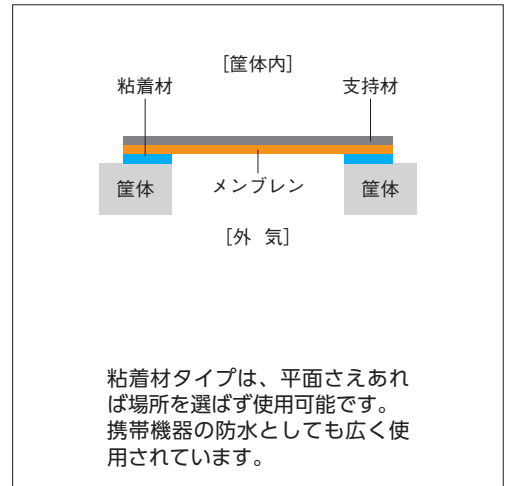 [筐体内]
粘着材 支持材
筐体 メンブレン 筐体
[外 気]
粘着材タイプは、平面さえあれ
ば場所を選ばず使用可能です。
携帯機器の防水としても広く使
用されています。